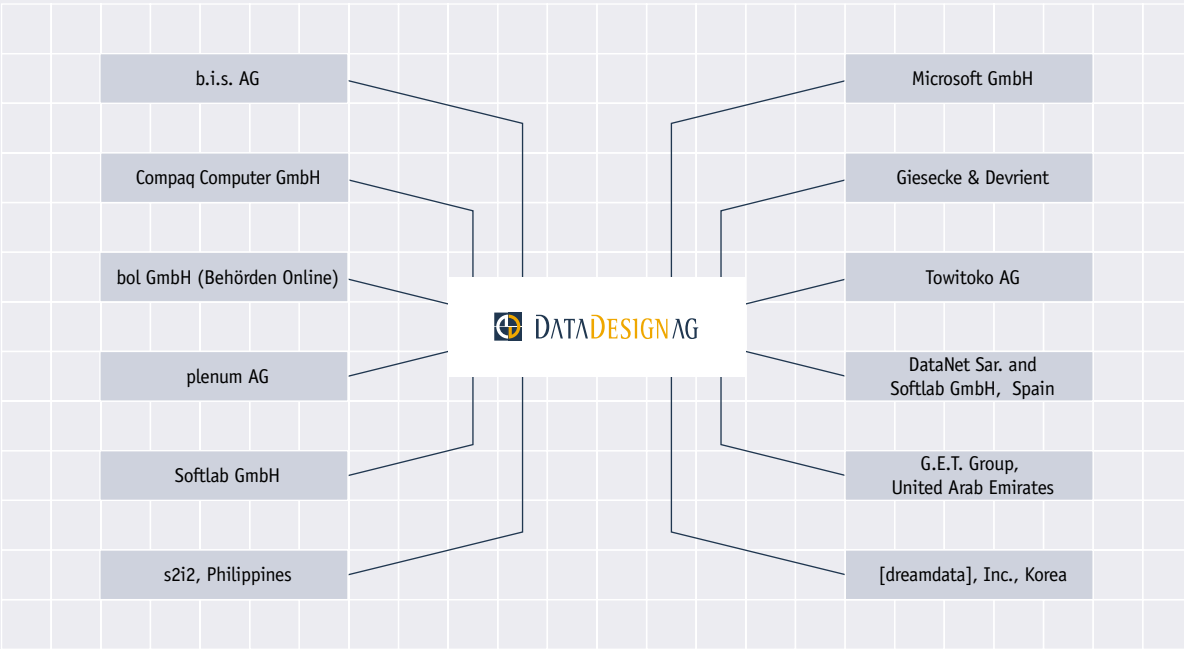 b.i.s. AG
Compaq Computer GmbH
bol GmbH (Behörden Online)
plenum AG
Softlab GmbH
s2i2, Philippines
DATADESIGNAG
Microsoft GmbH
Giesecke & Devrient
Towitoko AG
DataNet Sar. and
Softlab GmbH, Spain
G.E.T. Group,
United Arab Emirates
[dreamdata], Inc., Korea